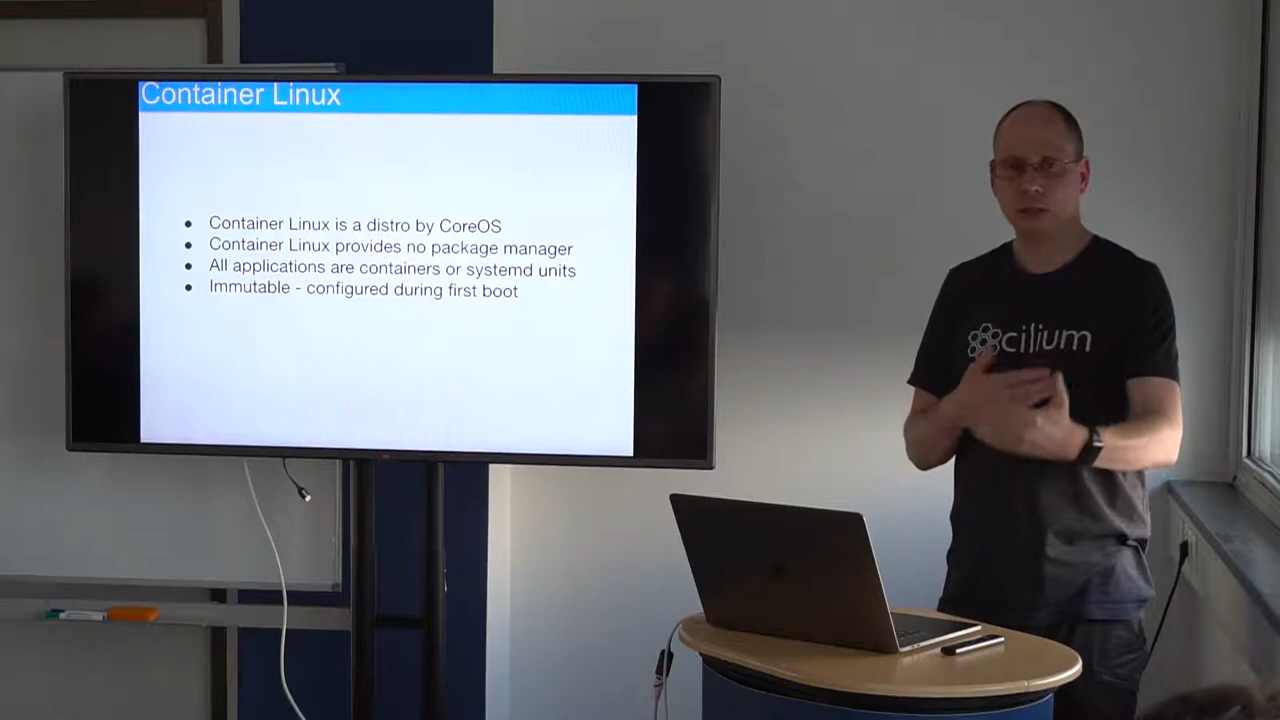 Container Linux
Container Linux is a distro by CoreOS
Container Linux provides no package manager
All applications are containers or systemd units
Immutable - configured during first boot
cilium